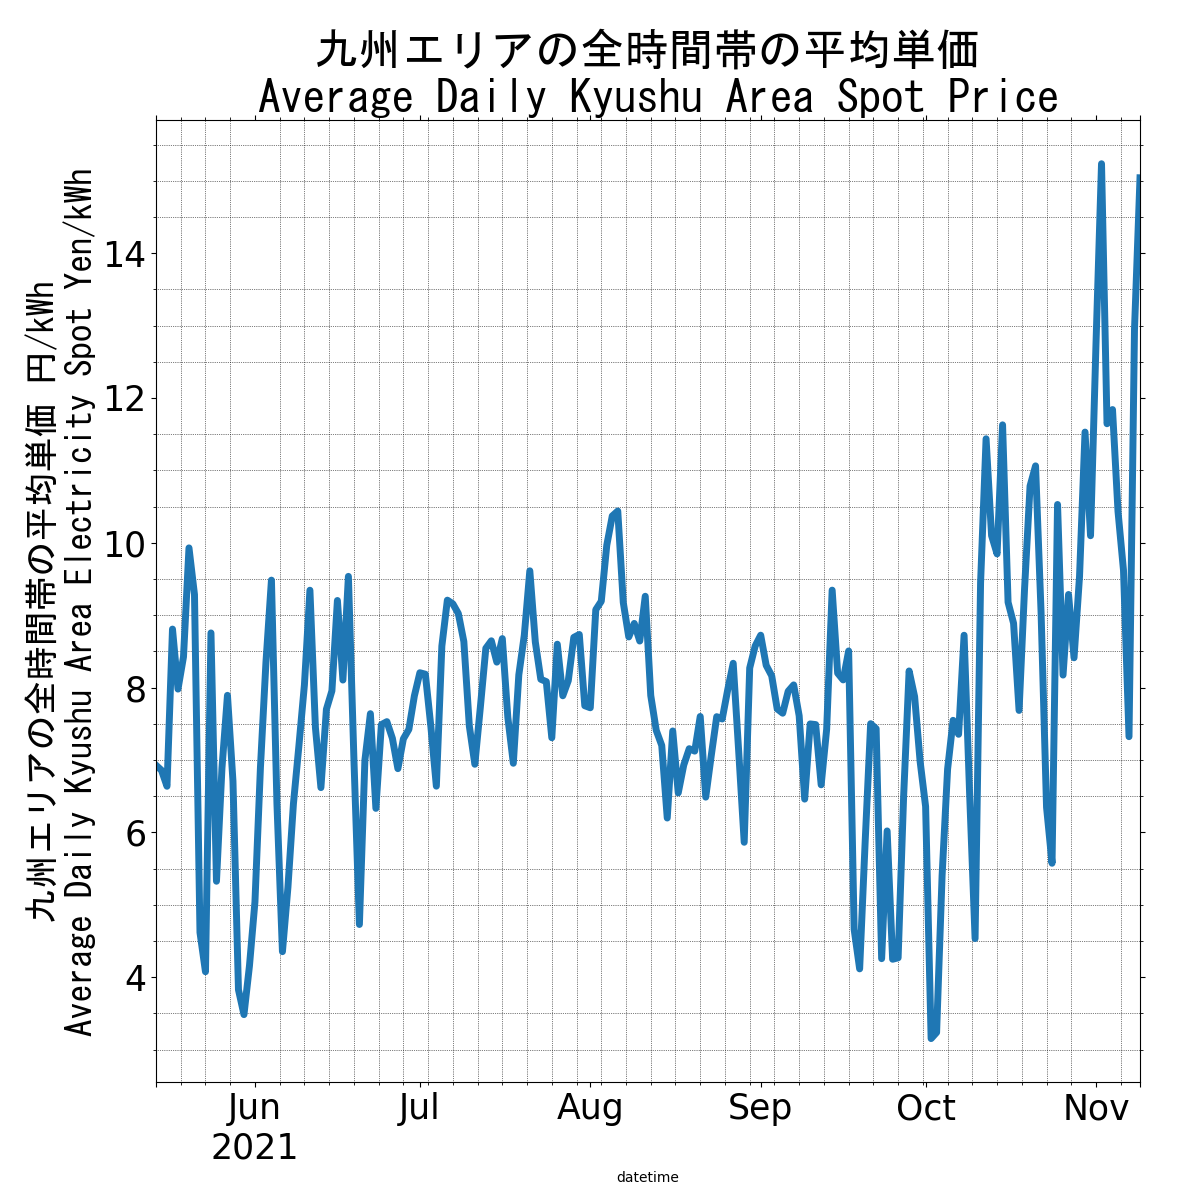 九州エリアの全時間帯の平均単価
Average Daily Kyushu Area Spot Price
九州エリアの全時間帯の平均単価 円/kWh
Average Daily Kyushu Area Electricity Spot Yen/kWh
14
12
10
8
6
4
Jun
2021
Jul
Aug
Sep
Oct
Nov
datetime